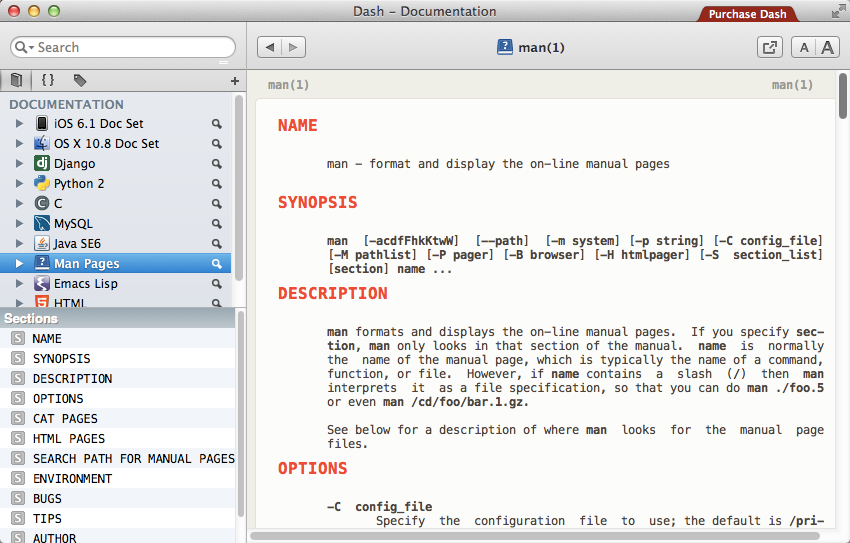 Dash – Documentation
Purchase Dash
Search
man(1)
A A
{ }
+
DOCUMENTATION
iOS 6.1 Doc Set
OS X 10.8 Doc Set
dj Django
Python 2
C C
MySQL
Java SE6
? Man Pages
Emacs Lisp
HTML
Sections
S NAME
S SYNOPSIS
S DESCRIPTION
S OPTIONS
S CAT PAGES
S HTML PAGES
S SEARCH PATH FOR MANUAL PAGES
S ENVIRONMENT
S BUGS
S TIPS
S AUTHOR
man(1) man(1)
NAME
man - format and display the on-line manual pages
SYNOPSIS
man [-acdfFhkKtwW] [--path] [-m system] [-p string] [-C config_file]
[-M pathlist] [-P pager] [-B browser] [-H htmlpager] [-S section_list]
[section] name ...
DESCRIPTION
man formats and displays the on-line manual pages. If you specify sec-
tion, man only looks in that section of the manual. name is normally
the name of the manual page, which is typically the name of a command,
function, or file. However, if name contains a slash (/) then man
interprets it as a file specification, so that you can do man ./foo.5
or even man /cd/foo/bar.1.gz.
See below for a description of where man looks for the manual page
files.
OPTIONS
-C config_file
Specify the configuration file to use; the default is /pri-